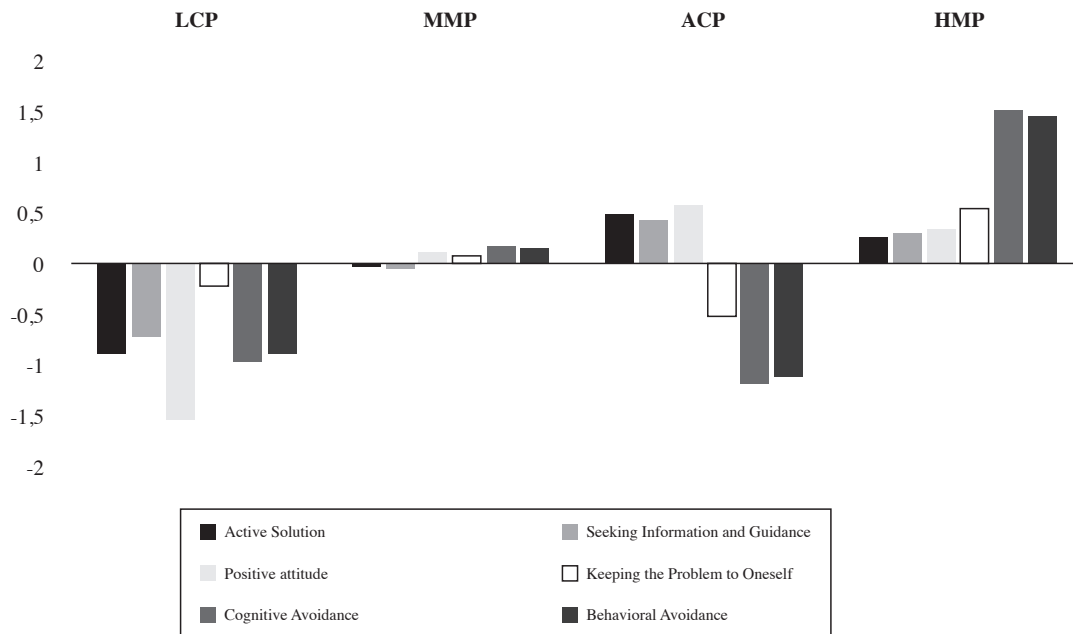 LCP MMP ACP HMP
2
1,5
1
0,5
0
-0,5
-1
-1,5
-2
Active Solution Seeking Information and Guidance
Positive attitude Keeping the Problem to Oneself
Cognitive Avoidance Behavioral Avoidance